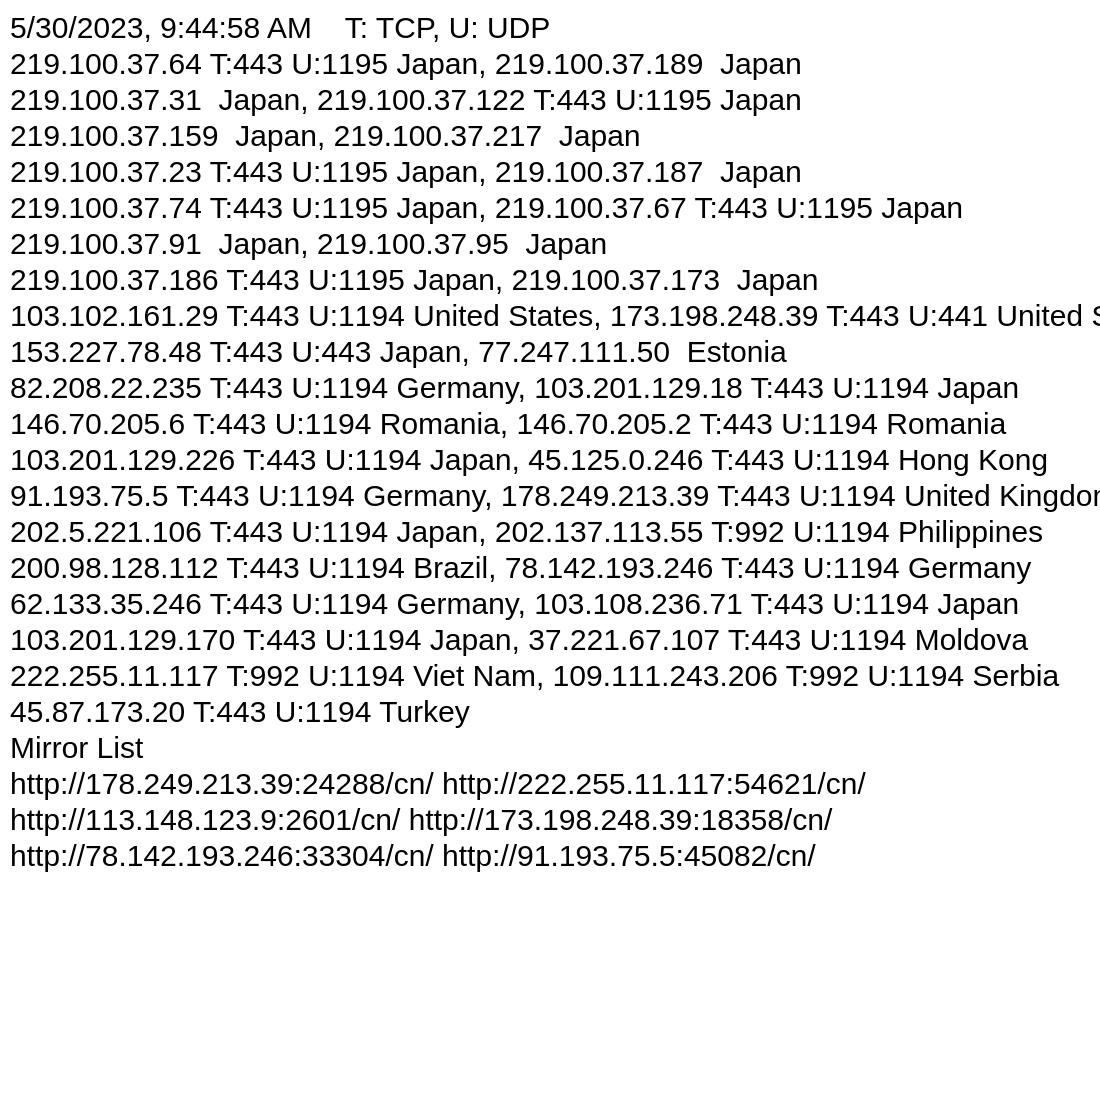 5/30/2023, 9:44:58 AM    T: TCP, U: UDP
219.100.37.64 T:443 U:1195 Japan, 219.100.37.189  Japan
219.100.37.31  Japan, 219.100.37.122 T:443 U:1195 Japan
219.100.37.159  Japan, 219.100.37.217  Japan
219.100.37.23 T:443 U:1195 Japan, 219.100.37.187  Japan
219.100.37.74 T:443 U:1195 Japan, 219.100.37.67 T:443 U:1195 Japan
219.100.37.91  Japan, 219.100.37.95  Japan
219.100.37.186 T:443 U:1195 Japan, 219.100.37.173  Japan
103.102.161.29 T:443 U:1194 United States, 173.198.248.39 T:443 U:441 United S
153.227.78.48 T:443 U:443 Japan, 77.247.111.50  Estonia
82.208.22.235 T:443 U:1194 Germany, 103.201.129.18 T:443 U:1194 Japan
146.70.205.6 T:443 U:1194 Romania, 146.70.205.2 T:443 U:1194 Romania
103.201.129.226 T:443 U:1194 Japan, 45.125.0.246 T:443 U:1194 Hong Kong
91.193.75.5 T:443 U:1194 Germany, 178.249.213.39 T:443 U:1194 United Kingdom
202.5.221.106 T:443 U:1194 Japan, 202.137.113.55 T:992 U:1194 Philippines
200.98.128.112 T:443 U:1194 Brazil, 78.142.193.246 T:443 U:1194 Germany
62.133.35.246 T:443 U:1194 Germany, 103.108.236.71 T:443 U:1194 Japan
103.201.129.170 T:443 U:1194 Japan, 37.221.67.107 T:443 U:1194 Moldova
222.255.11.117 T:992 U:1194 Viet Nam, 109.111.243.206 T:992 U:1194 Serbia
45.87.173.20 T:443 U:1194 Turkey
Mirror List
http://178.249.213.39:24288/cn/ http://222.255.11.117:54621/cn/
http://113.148.123.9:2601/cn/ http://173.198.248.39:18358/cn/
http://78.142.193.246:33304/cn/ http://91.193.75.5:45082/cn/